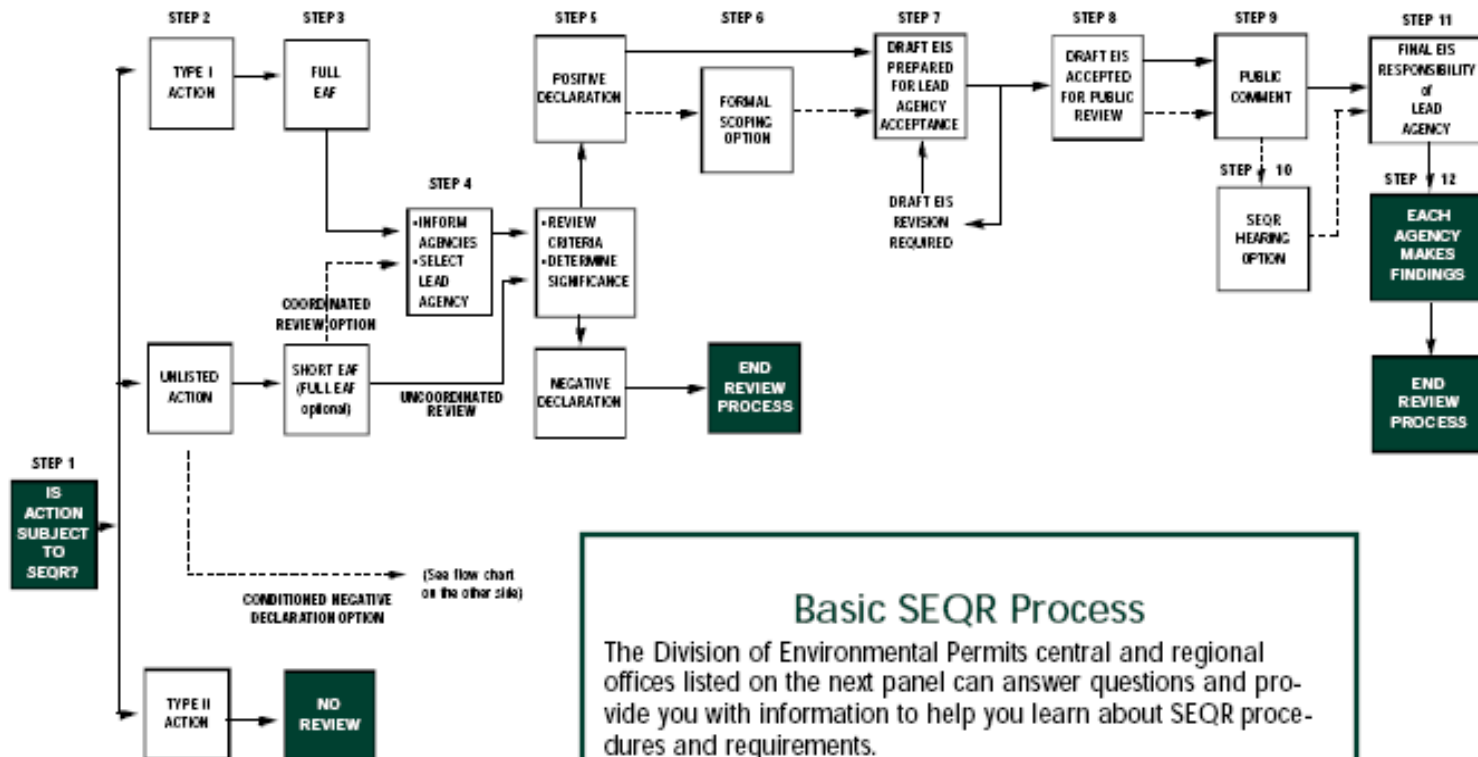 STEP 2
STEP 3
STEP 5
STEP 6
STEP 7
STEP 8
STEP 9
STEP 11
TYPE I
ACTION
FULL
EAF
POSITIVE
DECLARATION
FORMAL
SCOPING
OPTION
DRAFT EIS
PREPARED
FOR LEAD
AGENCY
ACCEPTANCE
DRAFT EIS
ACCEPTED
FOR PUBLIC
REVIEW
PUBLIC
COMMENT
FINAL EIS
RESPONSIBILITY
of
LEAD
AGENCY
STEP 4
•INFORM
AGENCIES
•SELECT
LEAD
AGENCY
•REVIEW
CRITERIA
•DETERMINE
SIGNIFICANCE
DRAFT EIS
REVISION
REQUIRED
STEP 10
SEQR
HEARING
OPTION
STEP 12
EACH
AGENCY
MAKES
FINDINGS
COORDINATED
REVIEW OPTION
UNLISTED
ACTION
SHORT EAF
(FULL EAF
optional)
UNCOORDINATED
REVIEW
NEGATIVE
DECLARATION
END
REVIEW
PROCESS
END
REVIEW
PROCESS
STEP 1
IS
ACTION
SUBJECT
TO
SEQR?
(See flow chart
on the other side)
CONDITIONED NEGATIVE
DECLARATION OPTION
TYPE II
ACTION
NO
REVIEW
Basic SEQR Process
The Division of Environmental Permits central and regional
offices listed on the next panel can answer questions and pro-
vide you with information to help you learn about SEQR proce-
dures and requirements.